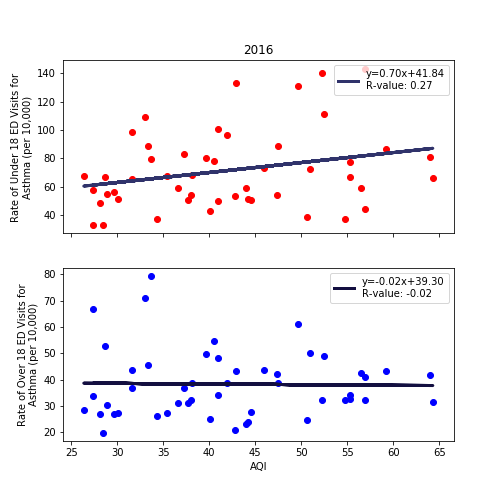 2016
Rate of Under 18 ED Visits for
Asthma (per 10,000)
140
120
100
80
60
40
y=0.70x+41.84
R-value: 0.27
Rate of Over 18 ED Visits for
Asthma (per 10,000)
80
70
60
50
40
30
20
y=-0.02x+39.30
R-value: -0.02
25 30 35 40 45 50 55 60 65
AQI